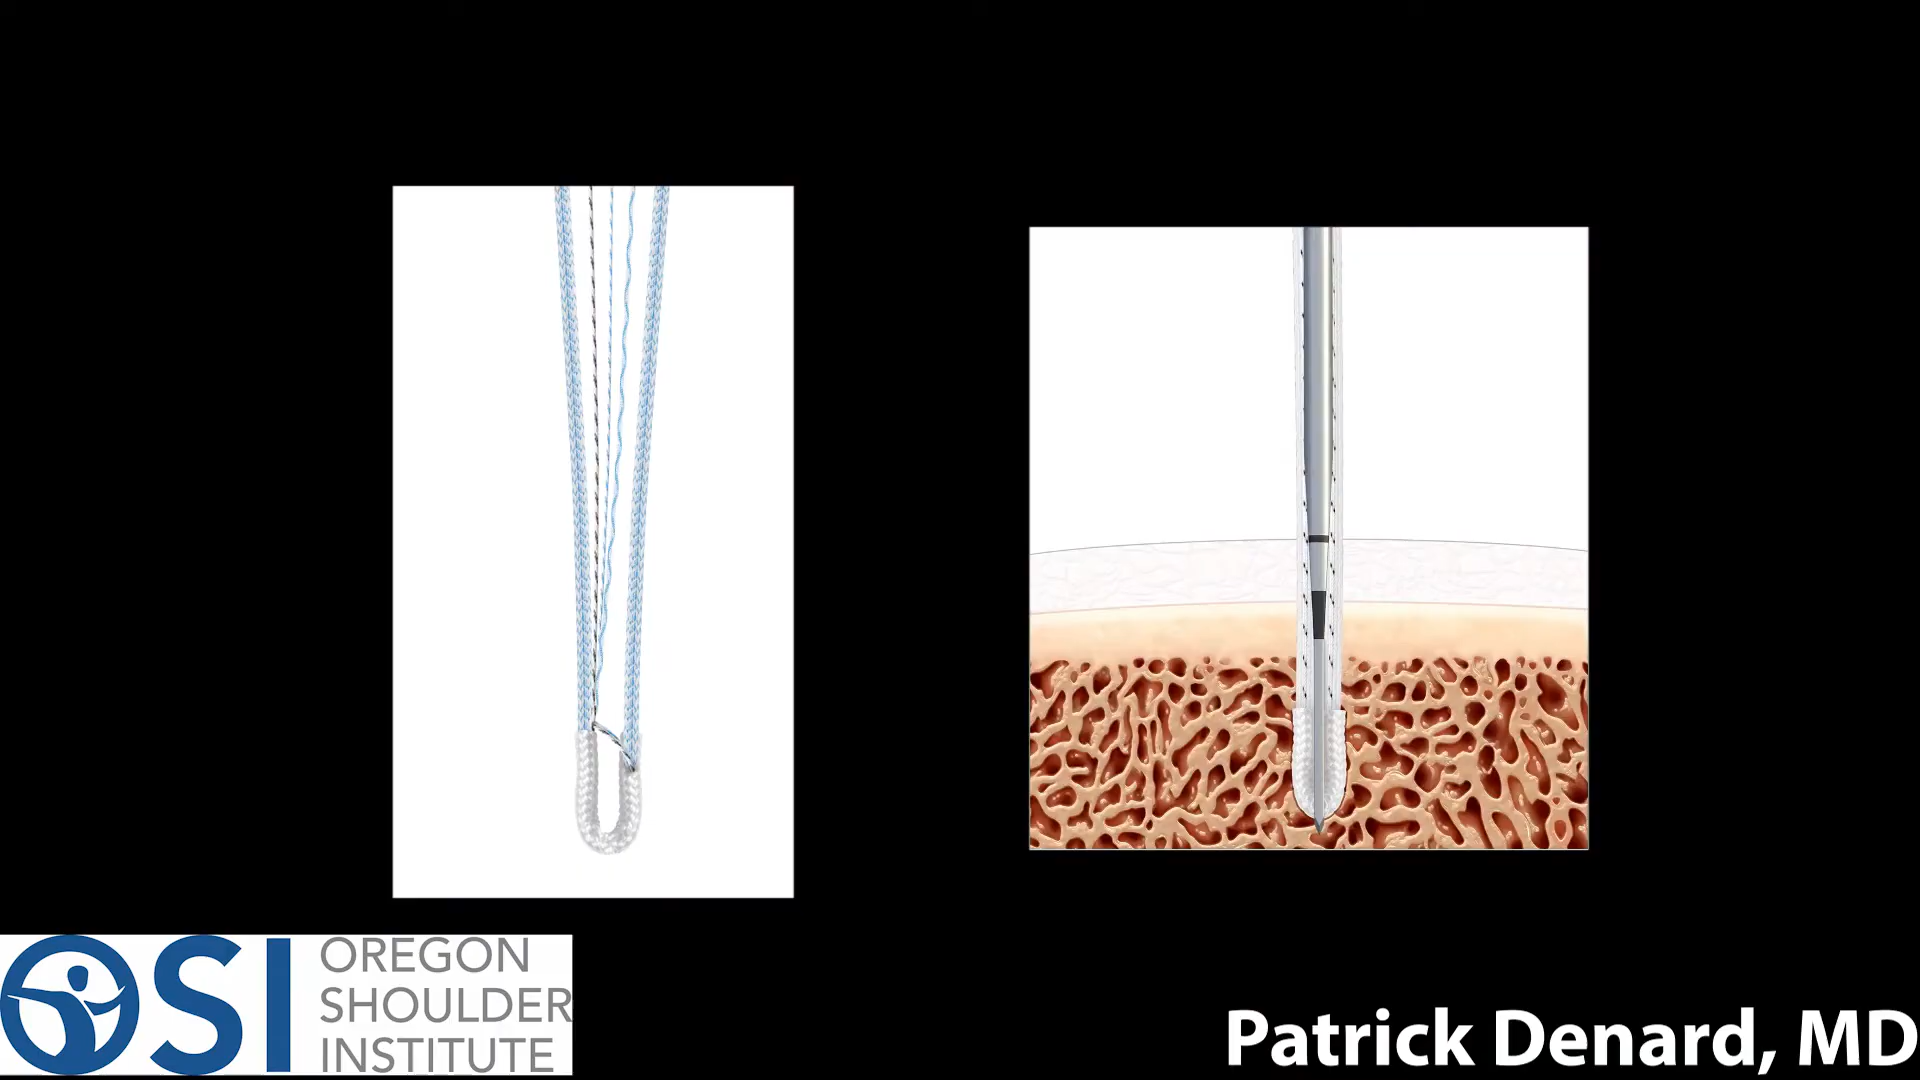 OSI
OREGON
SHOULDER
INSTITUTE
Patrick Denard, MD